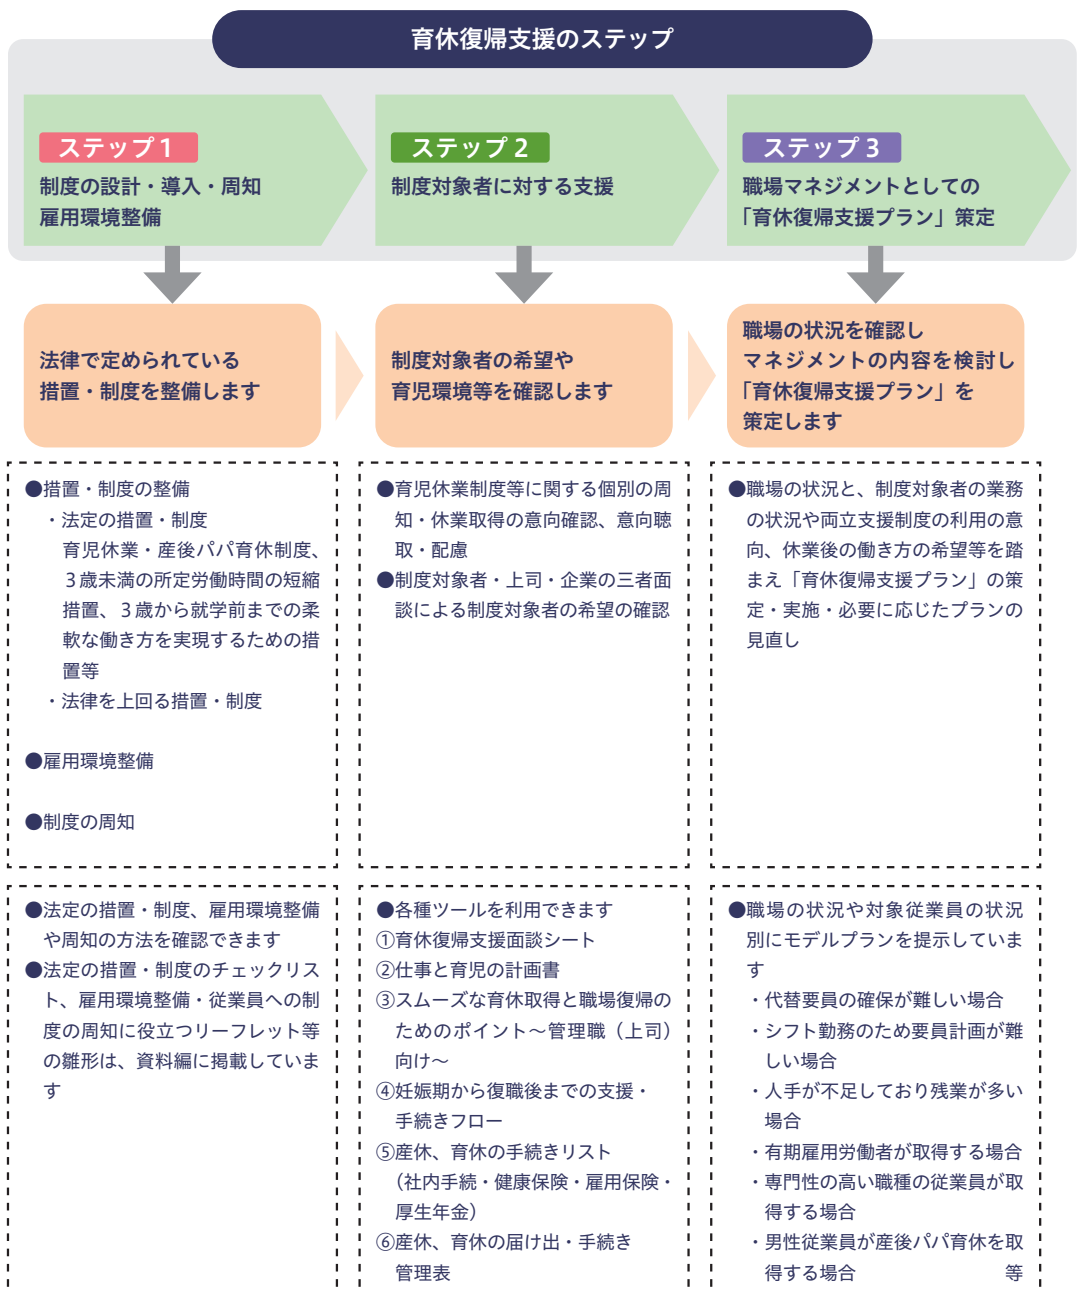 育休復帰支援のステップ
ステップ1
制度の設計・導入・周知
雇用環境整備
ステップ2
制度対象者に対する支援
ステップ3
職場マネジメントとしての
「育休復帰支援プラン」策定
法律で定められている
措置・制度を整備します
制度対象者の希望や
育児環境等を確認します
職場の状況を確認し
マネジメントの内容を検討し
「育休復帰支援プラン」を
策定します
●措置・制度の整備
・法定の措置・制度
育児休業・産後パパ育休制度、
3歳未満の所定労働時間の短縮
措置、3歳から就学前までの柔
軟な働き方を実現するための措
置等
・法律を上回る措置・制度
●雇用環境整備
●制度の周知
●育児休業制度等に関する個別の周
知・休業取得の意向確認、意向聴
取・配慮
●制度対象者・上司・企業の三者面
談による制度対象者の希望の確認
●職場の状況と、制度対象者の業務
の状況や両立支援制度の利用の意
向、休業後の働き方の希望等を踏
まえ「育休復帰支援プラン」の策
定・実施・必要に応じたプランの
見直し
●法定の措置・制度、雇用環境整備
や周知の方法を確認できます
●法定の措置・制度のチェックリス
ト、雇用環境整備・従業員への制
度の周知に役立つリーフレット等
の雛形は、資料編に掲載していま
す
●各種ツールを利用できます
①育休復帰支援面談シート
②仕事と育児の計画書
③スムーズな育休取得と職場復帰の
ためのポイント～管理職（上司）
向け～
④妊娠期から復職後までの支援・
手続きフロー
⑤産休、育休の手続きリスト
（社内手続・健康保険・雇用保険・
厚生年金）
⑥産休、育休の届け出・手続き
管理表
●職場の状況や対象従業員の状況
別にモデルプランを提示していま
す
・代替要員の確保が難しい場合
・シフト勤務のため要員計画が難
しい場合
・人手が不足しており残業が多い
場合
・有期雇用労働者が取得する場合
・専門性の高い職種の従業員が取
得する場合
・男性従業員が産後パパ育休を取
得する場合　等